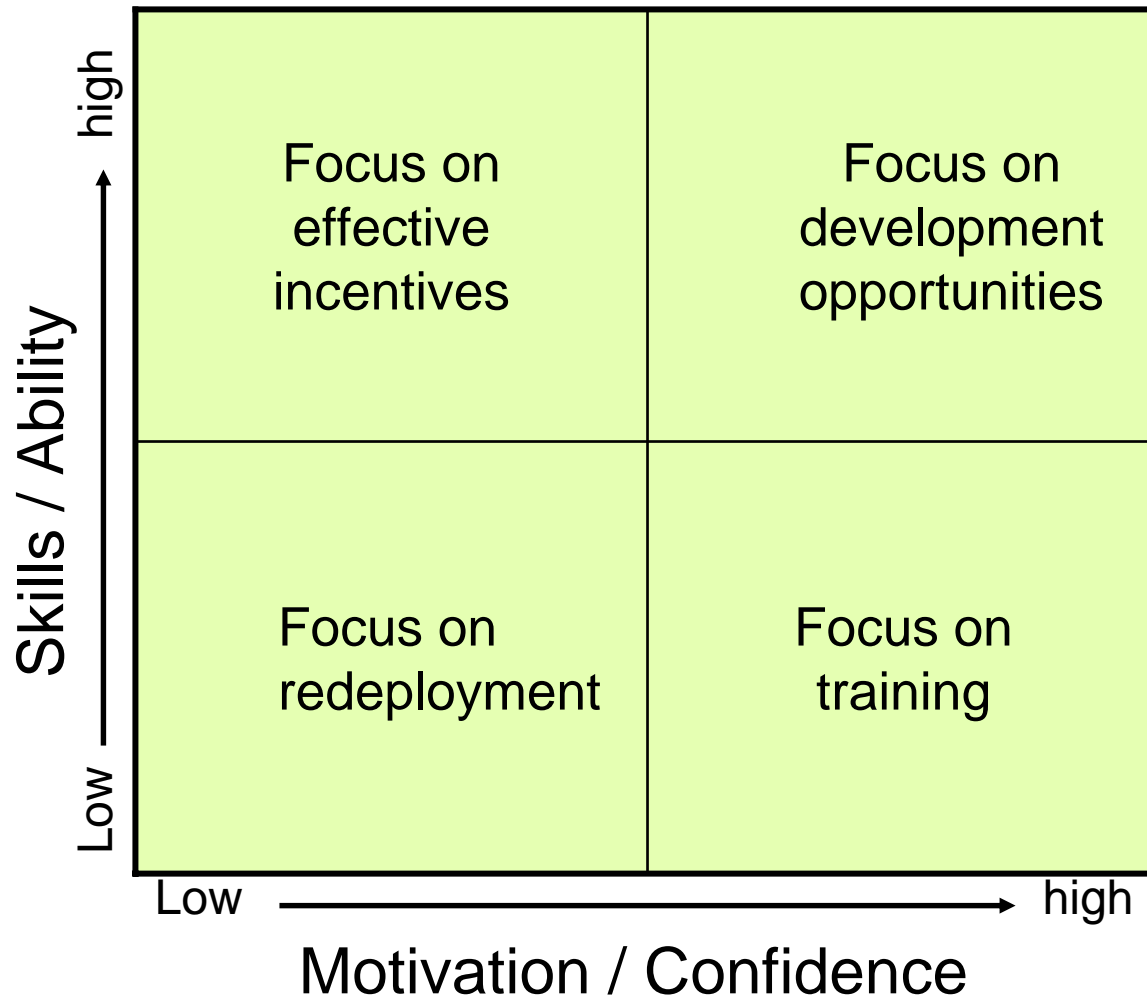 high
Skills / Ability
Low
Focus on
effective
incentives
Focus on
development
opportunities
Focus on
redeployment
Focus on
training
Low
high
Motivation / Confidence